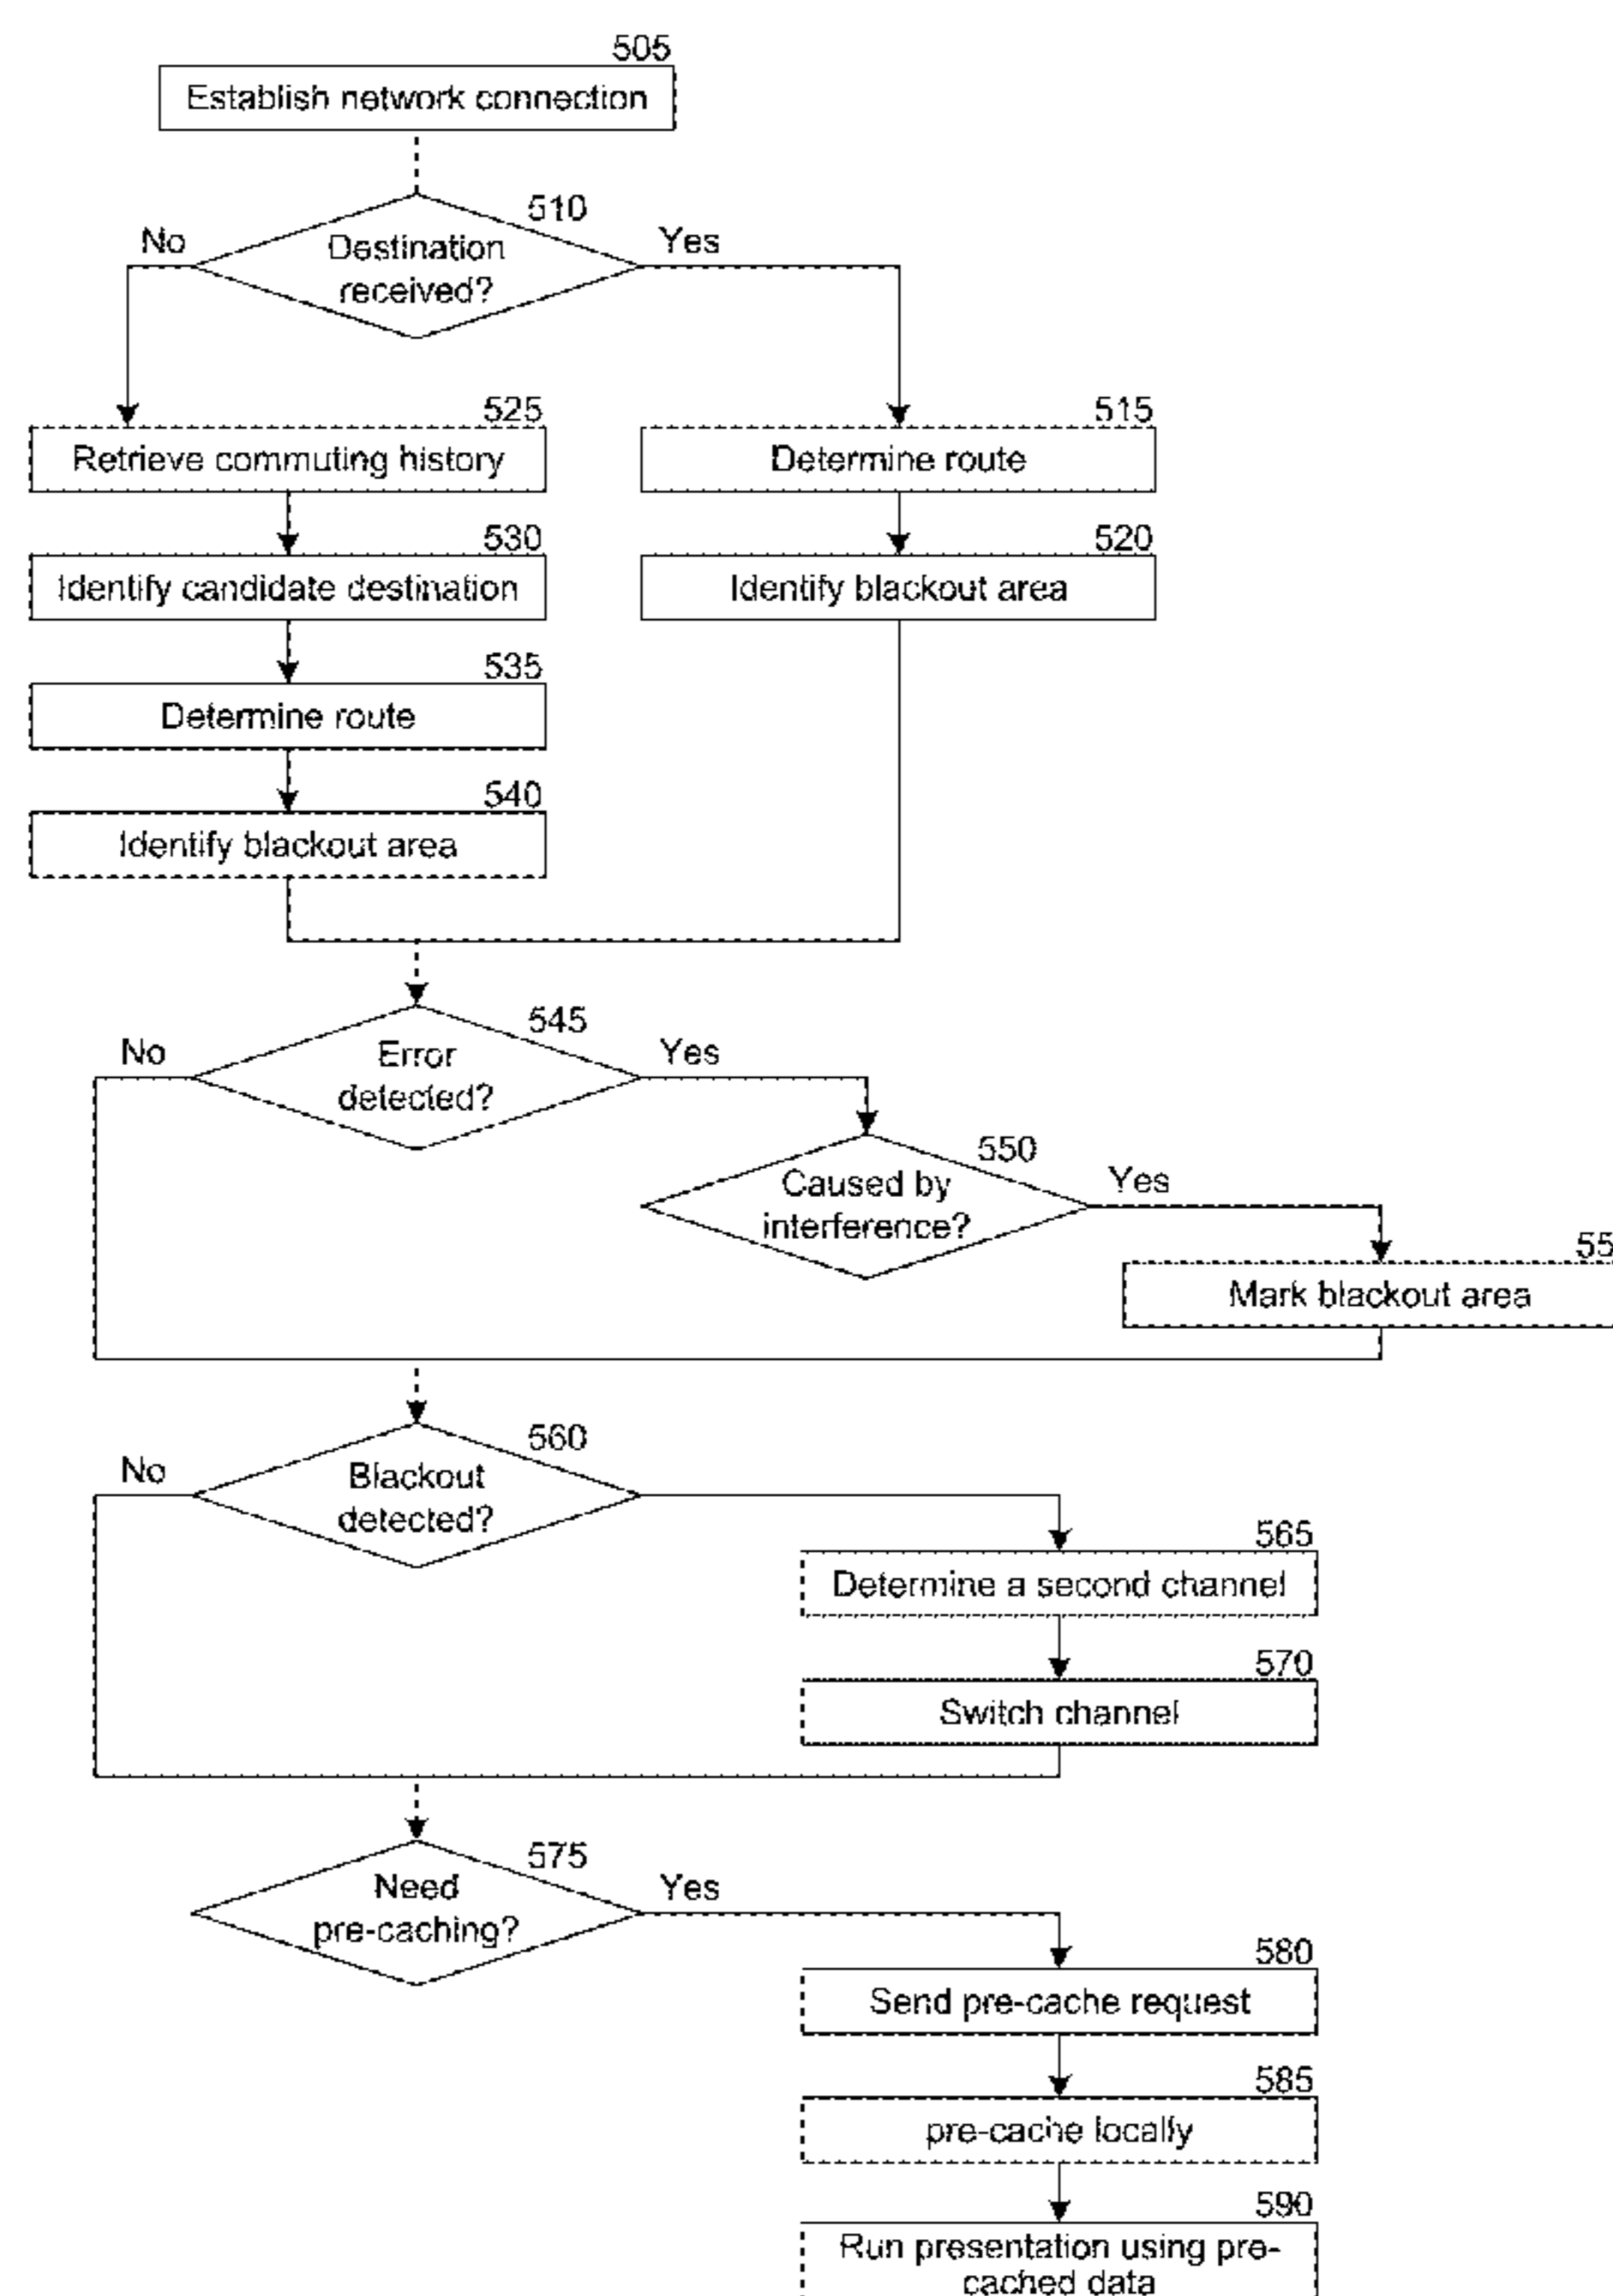 505
Establish network connection
510
No
Yes
Destination
received?
525
515
Retrieve commuting history
Determine route
530
520
Identify candidate destination
Identify blackout area
535
Determine route
540
Identify blackout area
545
No
Yes
Error
detected?
550
Yes
Caused by
interference?
55
Mark blackout area
560
No
Blackout
detected?
565
Determine a second channel
570
Switch channel
575
Yes
Need
pre-caching?
580
Send pre-cache request
585
pre-cache locally
590
Run presentation using pre-
cached data